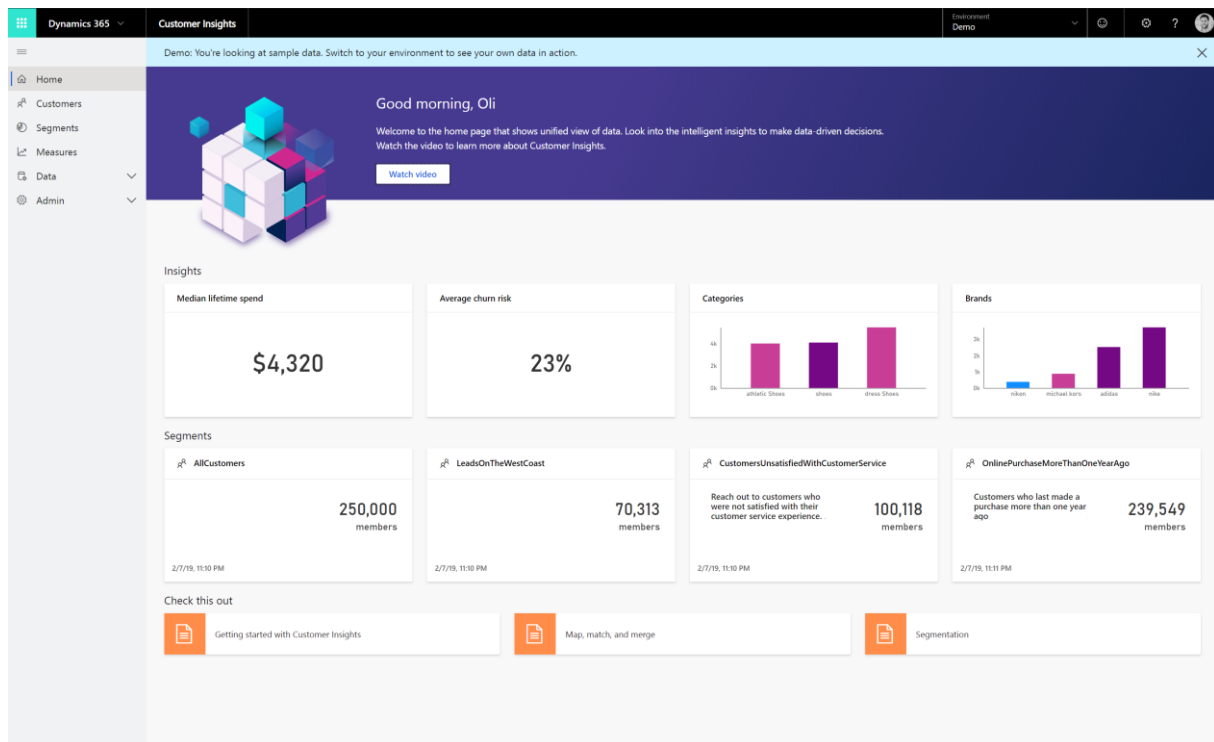 Dynamics 365
Customer Insights
Environment
Demo
?
Demo: You're looking at sample data. Switch to your environment to see your own data in action.
Home
Customers
Segments
Measures
Data
Admin
Good morning, Oli
Welcome to the home page that shows unified view of data. Look into the intelligent insights to make data-driven decisions.
Watch the video to learn more about Customer Insights.
Watch video
Insights
Median lifetime spend
$4,320
Average churn risk
23%
Categories
4k
2k
0k
athletic Shoes
shoes
dress Shoes
Brands
3k
2k
1k
0k
nikon
michael kors
adidas
nike
Segments
AllCustomers
250,000
members
2/7/19, 11:10 PM
LeadsOnTheWestCoast
70,313
members
2/7/19, 11:10 PM
CustomersUnsatisfiedWithCustomerService
Reach out to customers who
were not satisfied with their
customer service experience.
100,118
members
2/7/19, 11:10 PM
OnlinePurchaseMoreThanOneYearAgo
Customers who last made a
purchase more than one year
ago
239,549
members
2/7/19, 11:11 PM
Check this out
Getting started with Customer Insights
Map, match, and merge
Segmentation